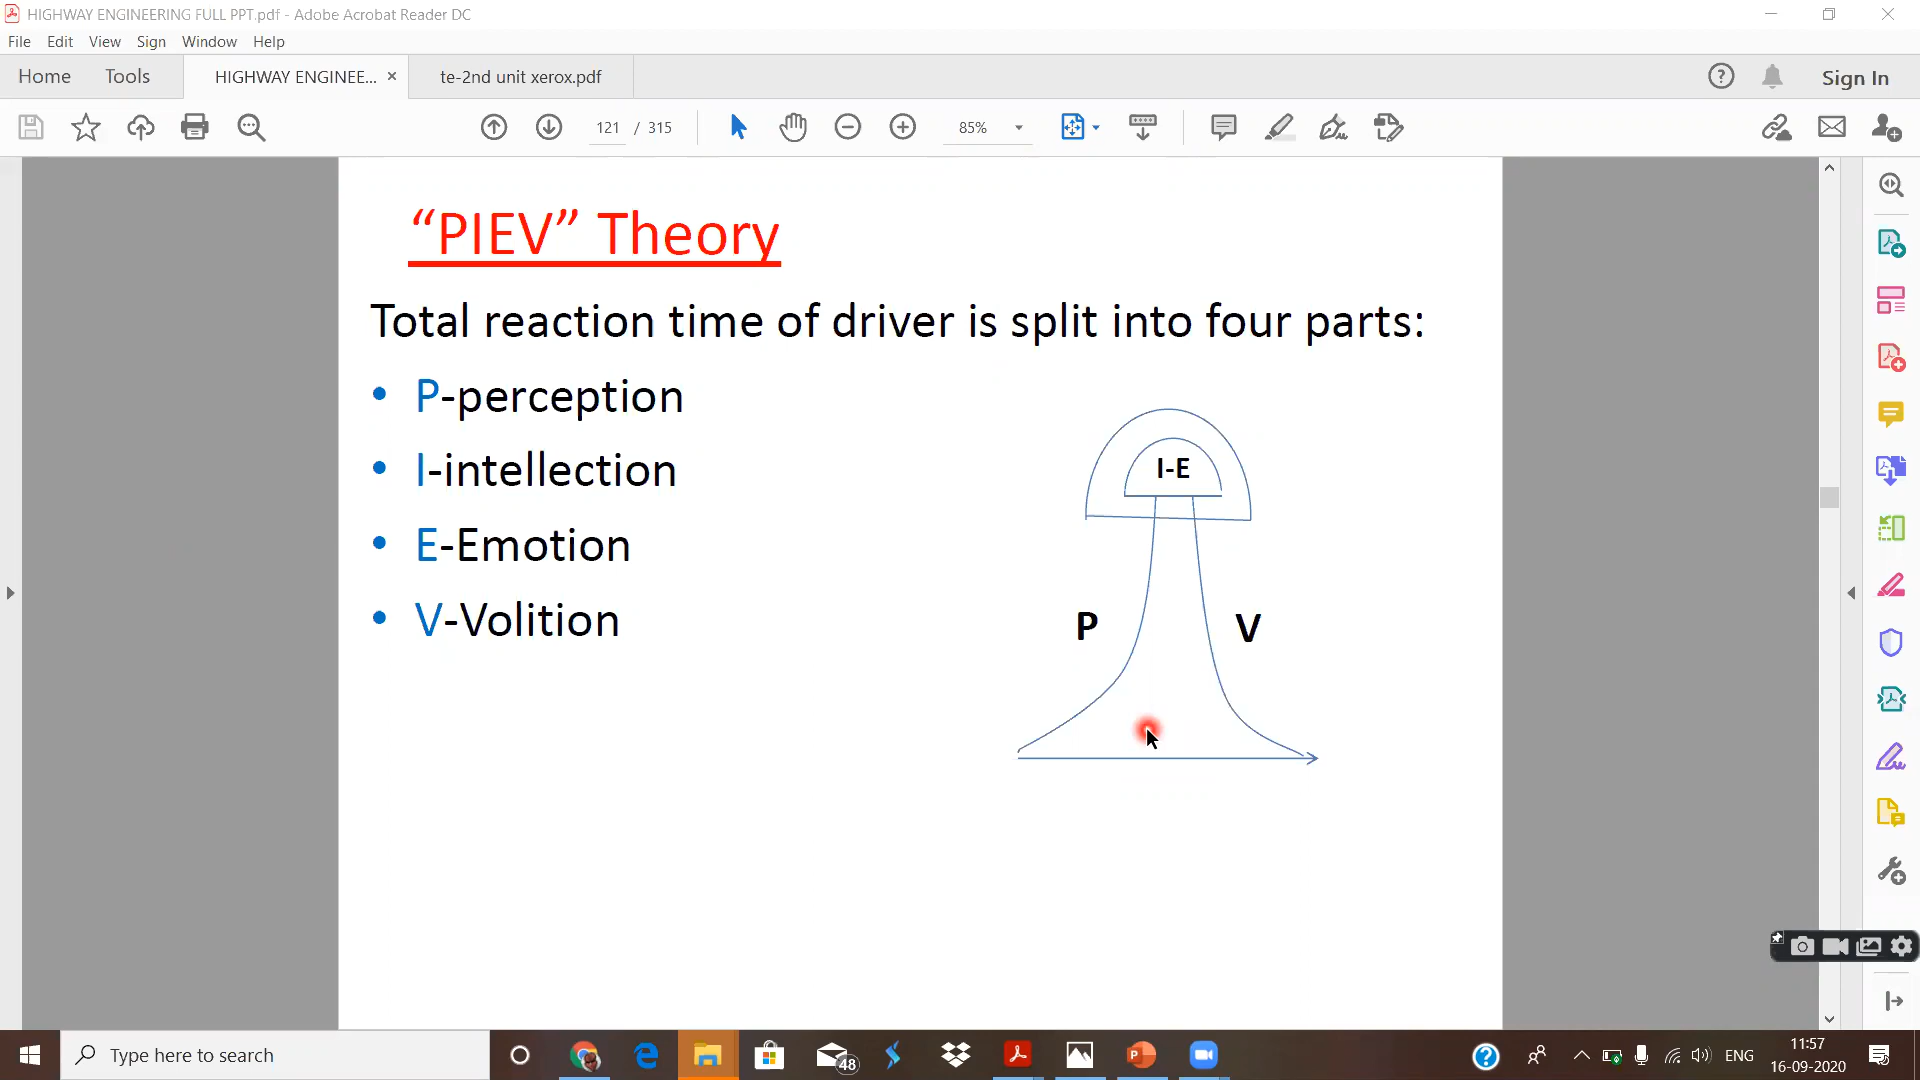 HIGHWAY ENGINEERING FULL PPT.pdf - Adobe Acrobat Reader DC
File Edit View Sign Window Help
Home Tools HIGHWAY ENGINEE... × te-2nd unit xerox.pdf Sign In
121 / 315 85%
“PIEV” Theory
Total reaction time of driver is split into four parts:
• P-perception
• I-intellection
• E-Emotion
• V-Volition
I-E
P V
Type here to search
48
ENG
11:57
16-09-2020